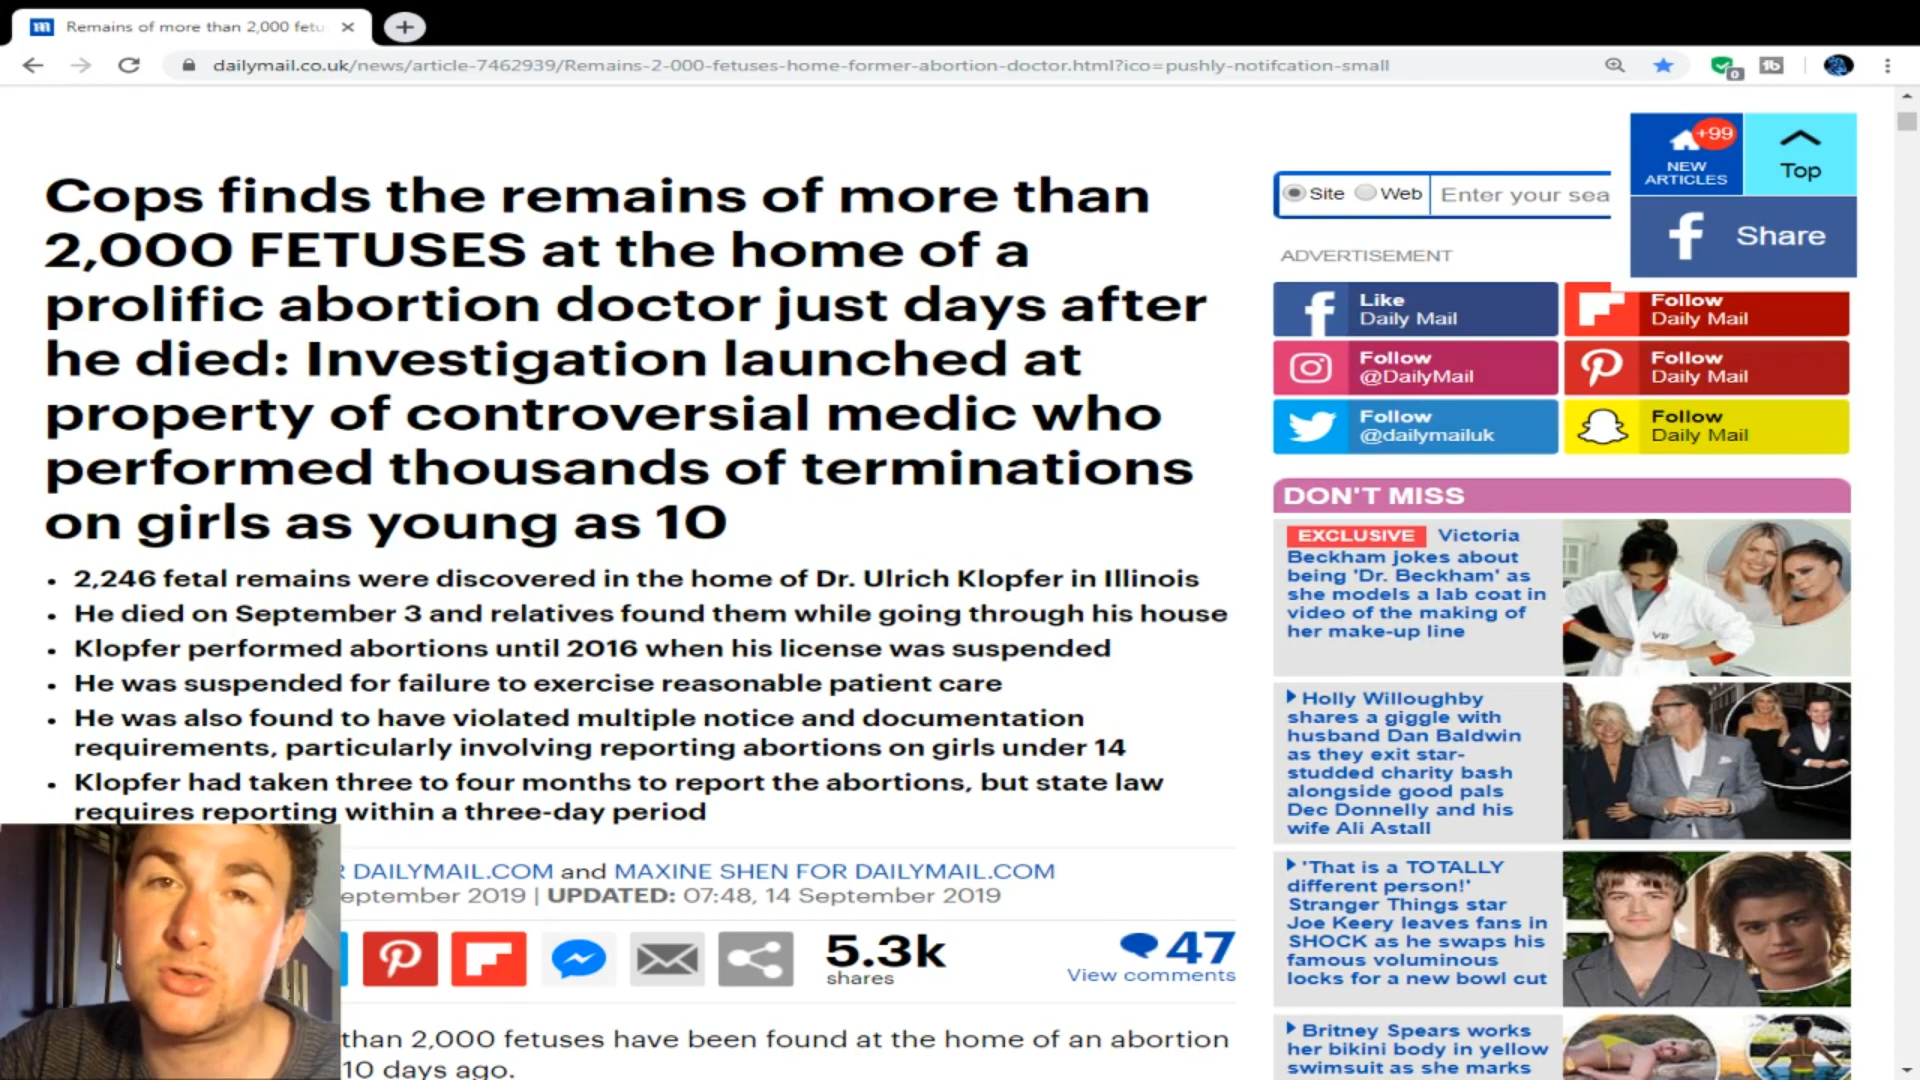 Remains of more than 2,000 fetu
dailymail.co.uk/news/article-7462939/Remains-2-000-fetuses-home-former-abortion-doctor.html?ico=pushly-notifcation-small
0
Cops finds the remains of more than
2,000 FETUSES at the home of a
prolific abortion doctor just days after
he died: Investigation launched at
property of controversial medic who
performed thousands of terminations
on girls as young as 10
• 2,246 fetal remains were discovered in the home of Dr. Ulrich Klopfer in Illinois
• He died on September 3 and relatives found them while going through his house
• Klopfer performed abortions until 2016 when his license was suspended
• He was suspended for failure to exercise reasonable patient care
• He was also found to have violated multiple notice and documentation
requirements, particularly involving reporting abortions on girls under 14
• Klopfer had taken three to four months to report the abortions, but state law
requires reporting within a three-day period
R DAILYMAIL.COM and MAXINE SHEN FOR DAILYMAIL.COM
eptember 2019 | UPDATED: 07:48, 14 September 2019
5.3k
shares
47
View comments
than 2,000 fetuses have been found at the home of an abortion
10 days ago.
Site Web Enter your sea
+99
NEW
ARTICLES
Top
Share
ADVERTISEMENT
Like
Daily Mail
Follow
Daily Mail
Follow
@DailyMail
Follow
Daily Mail
Follow
@dailymailuk
Follow
Daily Mail
DON'T MISS
EXCLUSIVE Victoria
Beckham jokes about
being 'Dr. Beckham' as
she models a lab coat in
video of the making of
her make-up line
Holly Willoughby
shares a giggle with
husband Dan Baldwin
as they exit star-
studded charity bash
alongside good pals
Dec Donnelly and his
wife Ali Astall
'That is a TOTALLY
different person!'
Stranger Things star
Joe Keery leaves fans in
SHOCK as he swaps his
famous voluminous
locks for a new bowl cut
Britney Spears works
her bikini body in yellow
swimsuit as she marks